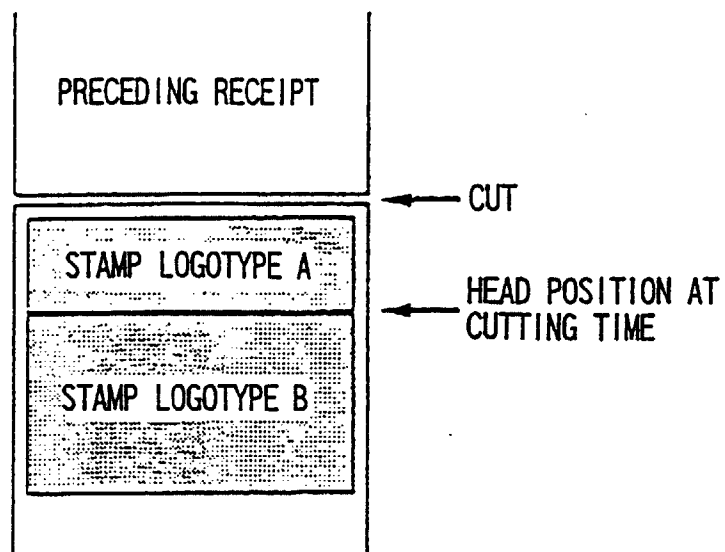 PRECEDING RECEIPT
CUT
STAMP LOGOTYPE A
HEAD POSITION AT
CUTTING TIME
STAMP LOGOTYPE B